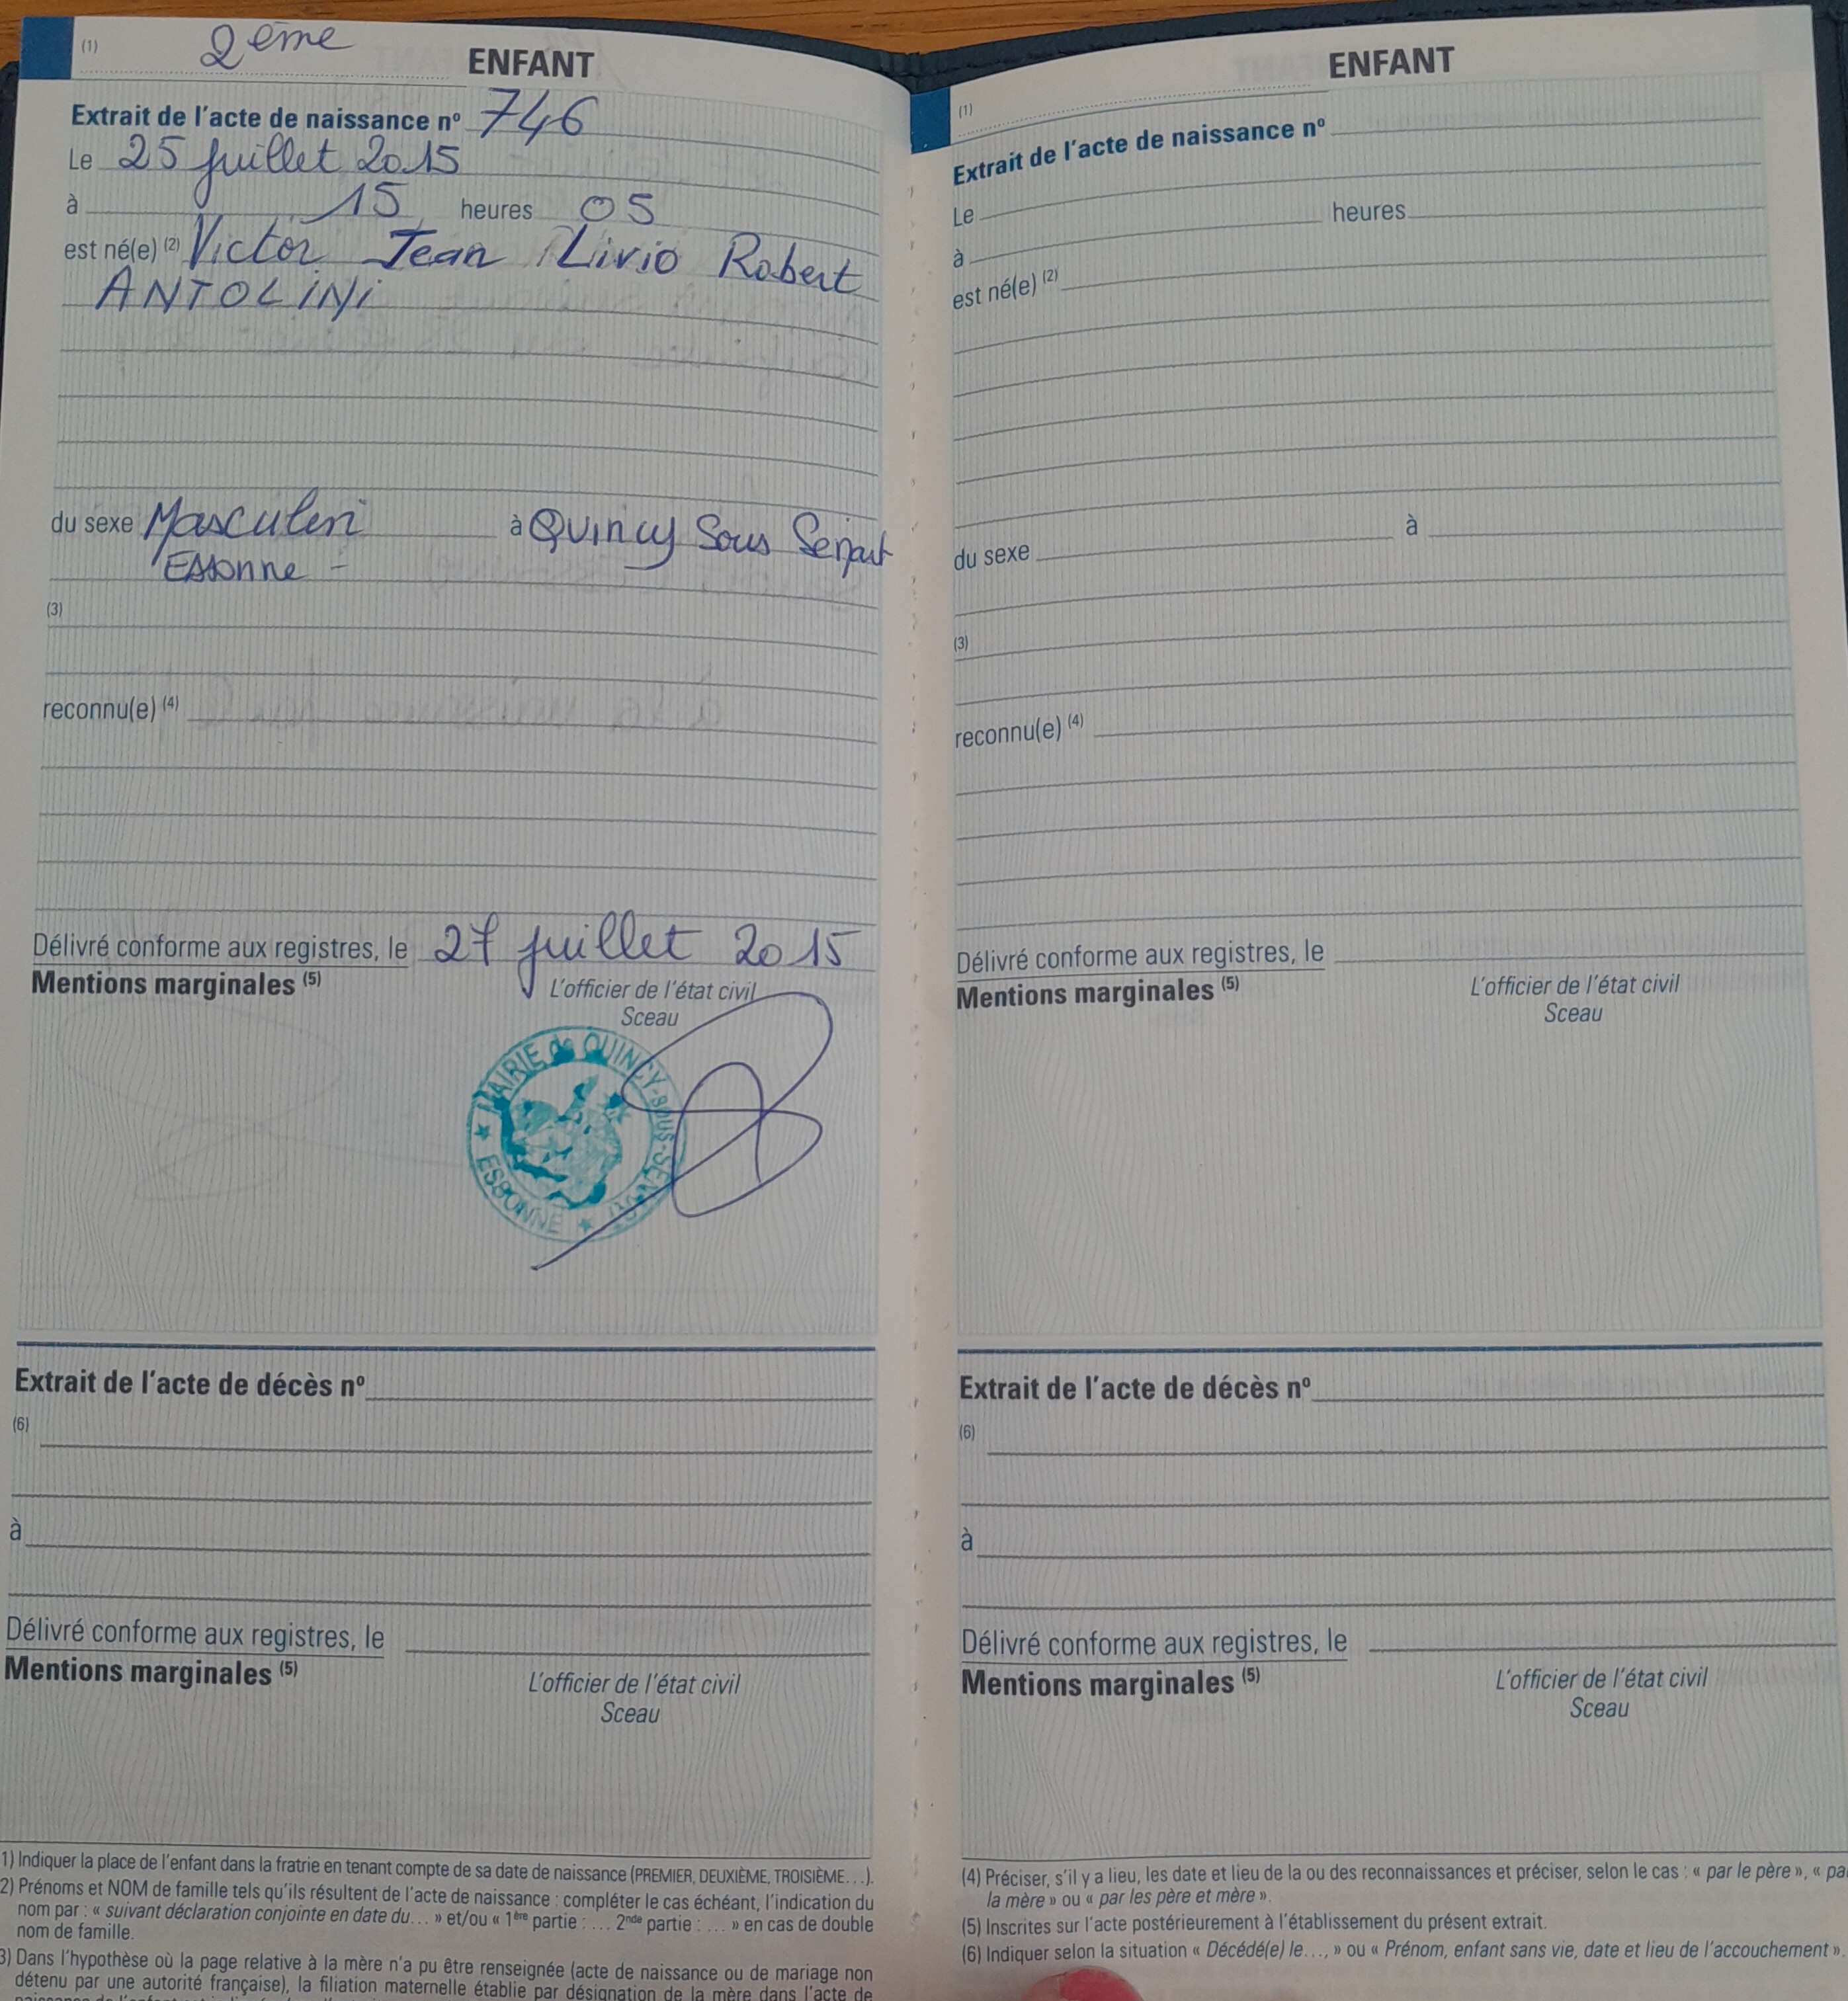 (1) 2ème ENFANT
Extrait de l'acte de naissance nº 746
Le 25 juillet 2015
à 15 heures 05
est né(e) (2) Victor Jean Livio Robert
ANTOLINI
du sexe Masculin à Quincy Sous Sénart
Essonne -
(3)
reconnu(e) (4)
Délivré conforme aux registres, le 27 juillet 2015
Mentions marginales (5)
L'officier de l'état civil
Sceau
MAIRIE de QUINCY-SOUS-SENART
★ ESSONNE ★
Extrait de l'acte de décès nº
(6)
à
Délivré conforme aux registres, le
Mentions marginales (5)
L'officier de l'état civil
Sceau
1) Indiquer la place de l'enfant dans la fratrie en tenant compte de sa date de naissance (PREMIER, DEUXIÈME, TROISIÈME…).
2) Prénoms et NOM de famille tels qu'ils résultent de l'acte de naissance : compléter le cas échéant, l'indication du
nom par : « suivant déclaration conjointe en date du… » et/ou « 1ère partie : … 2nde partie : … » en cas de double
nom de famille.
3) Dans l'hypothèse où la page relative à la mère n'a pu être renseignée (acte de naissance ou de mariage non
détenu par une autorité française), la filiation maternelle établie par désignation de la mère dans l'acte de
(1) ENFANT
Extrait de l'acte de naissance nº
Le
à heures
est né(e) (2)
du sexe à
(3)
reconnu(e) (4)
Délivré conforme aux registres, le
Mentions marginales (5)
L'officier de l'état civil
Sceau
Extrait de l'acte de décès nº
(6)
à
Délivré conforme aux registres, le
Mentions marginales (5)
L'officier de l'état civil
Sceau
(4) Préciser, s'il y a lieu, les date et lieu de la ou des reconnaissances et préciser, selon le cas : « par le père », « pa
la mère » ou « par les père et mère ».
(5) Inscrites sur l'acte postérieurement à l'établissement du présent extrait.
(6) Indiquer selon la situation « Décédé(e) le…, » ou « Prénom, enfant sans vie, date et lieu de l'accouchement ».